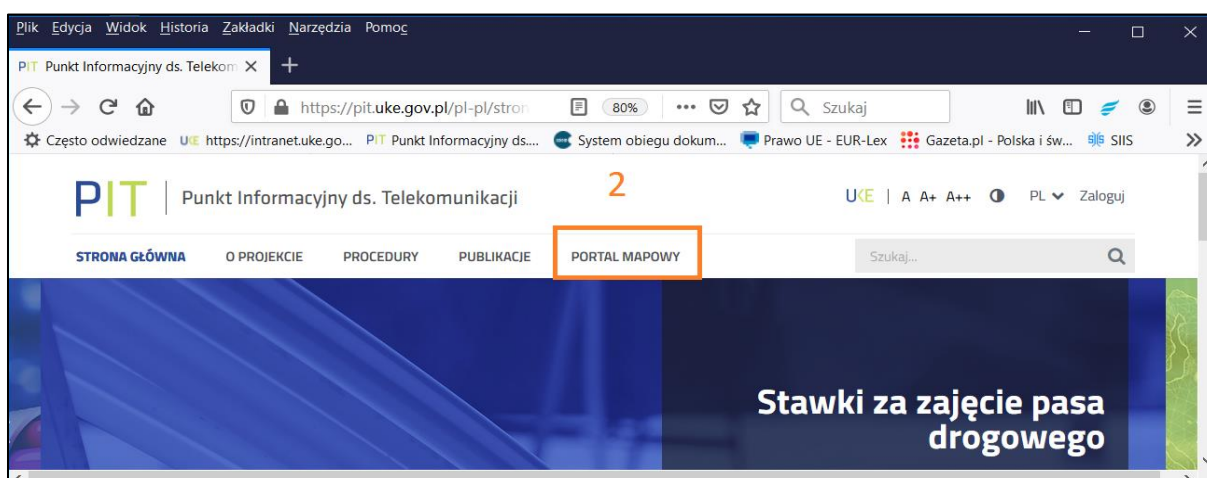 Plik Edycja Widok Historia Zakładki Narzędzia Pomoc
PIT Punkt Informacyjny ds. Telekom
https://pit.uke.gov.pl/pl-pl/stron 80% Szukaj
Często odwiedzane UKE https://intranet.uke.go... PIT Punkt Informacyjny ds.... System obiegu dokum... Prawo UE - EUR-Lex Gazeta.pl - Polska i św... SIIS
PIT | Punkt Informacyjny ds. Telekomunikacji 2 UKE | A A+ A++ PL Zaloguj
STRONA GŁÓWNA O PROJEKCIE PROCEDURY PUBLIKACJE PORTAL MAPOWY Szukaj...
Stawki za zajęcie pasa
drogowego